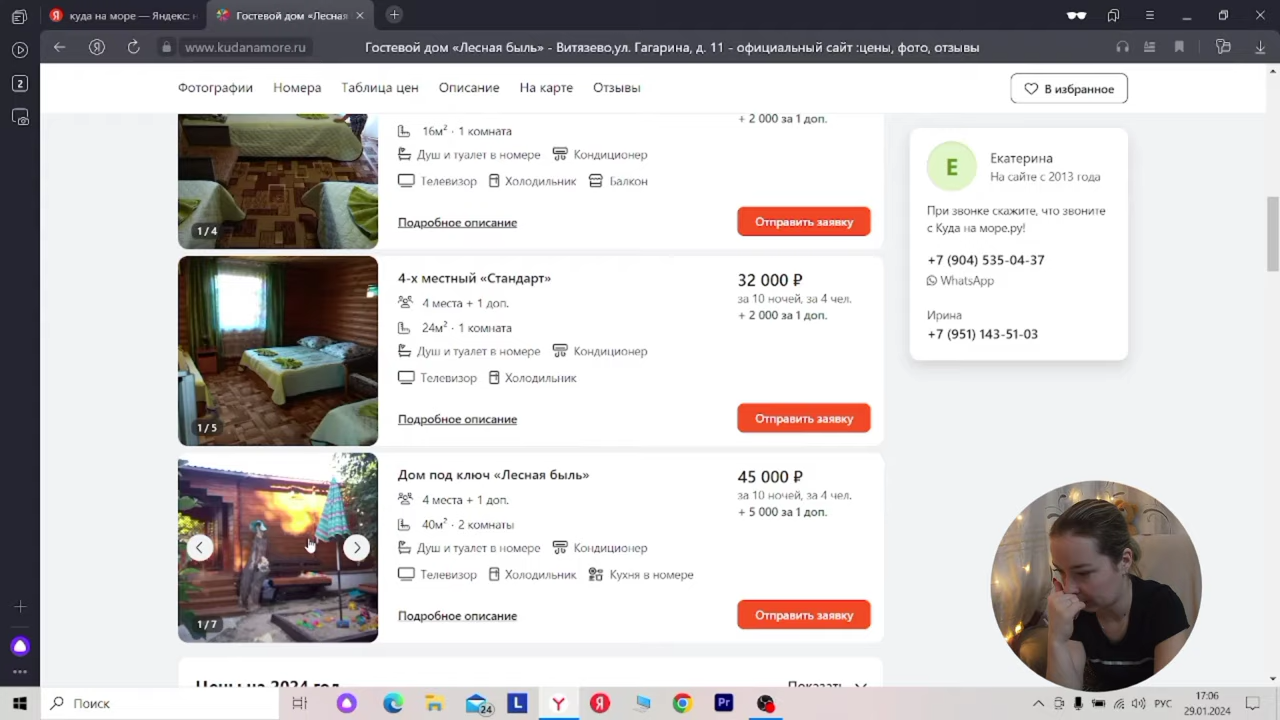 куда на море — Яндекс: н
Гостевой дом «Лесная
www.kudanamore.ru
Гостевой дом «Лесная быль» - Витязево,ул. Гагарина, д. 11 - официальный сайт :цены, фото, отзывы
2
Фотографии
Номера
Таблица цен
Описание
На карте
Отзывы
В избранное
+ 2 000 за 1 доп.
16м² · 1 комната
Душ и туалет в номере
Кондиционер
Телевизор
Холодильник
Балкон
1 / 4
Подробное описание
Отправить заявку
4-х местный «Стандарт»
32 000 ₽
4 места + 1 доп.
за 10 ночей, за 4 чел.
+ 2 000 за 1 доп.
24м² · 1 комната
Душ и туалет в номере
Кондиционер
Телевизор
Холодильник
1 / 5
Подробное описание
Отправить заявку
Дом под ключ «Лесная быль»
45 000 ₽
4 места + 1 доп.
за 10 ночей, за 4 чел.
+ 5 000 за 1 доп.
40м² · 2 комнаты
Душ и туалет в номере
Кондиционер
Телевизор
Холодильник
Кухня в номере
1 / 7
Подробное описание
Отправить заявку
Цены на 2024 год
Показать
Е
Екатерина
На сайте с 2013 года
При звонке скажите, что звоните
с Куда на море.ру!
+7 (904) 535-04-37
WhatsApp
Ирина
+7 (951) 143-51-03
Поиск
24
L
Y
Я
Pr
РУС
17:06
29.01.2024